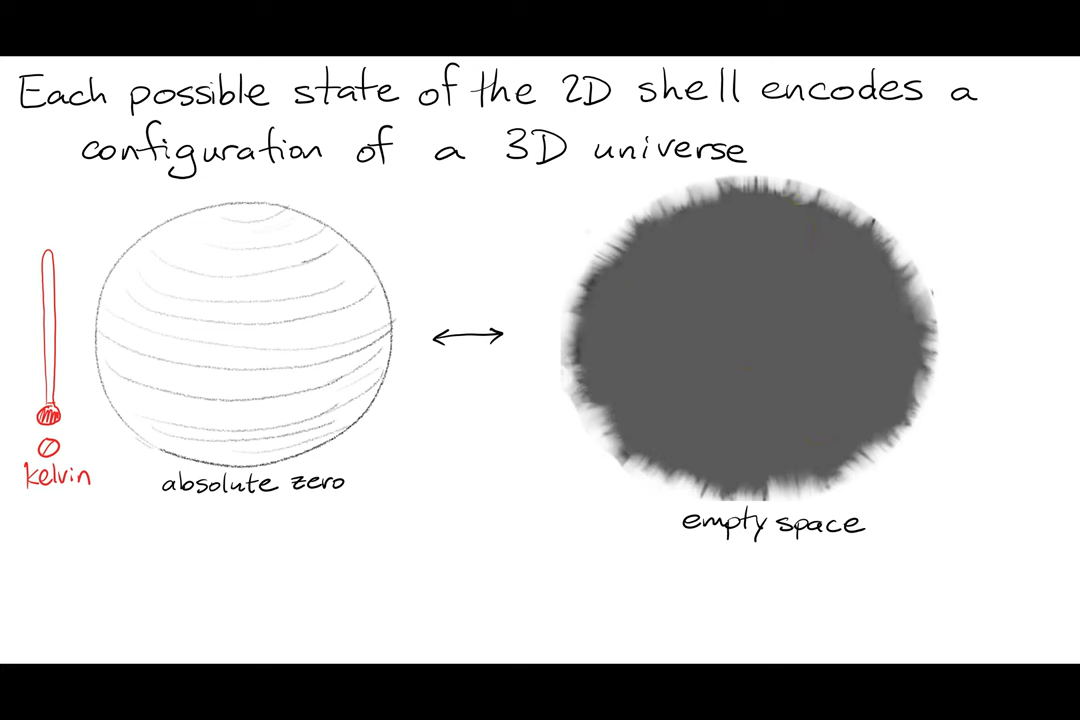 Each possible state of the 2D shell encodes a
configuration of a 3D universe
0
kelvin
absolute zero
empty space